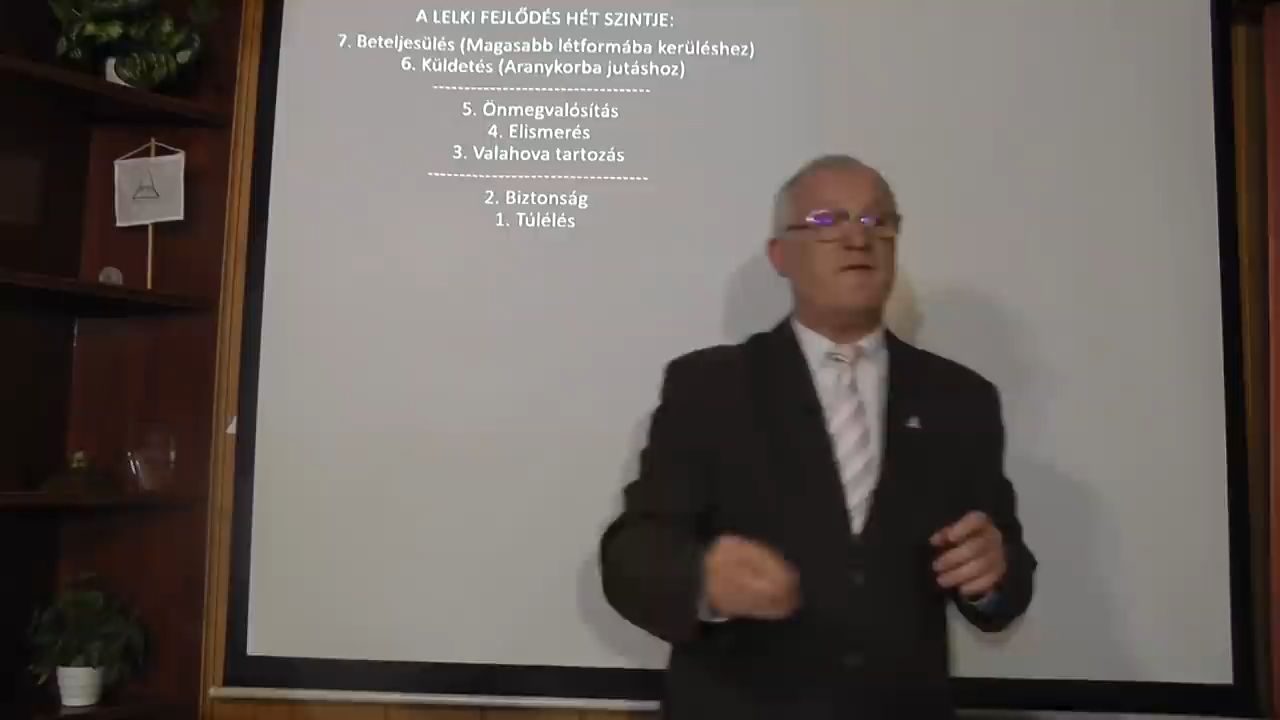 A LELKI FEJLŐDÉS HÉT SZINTJE:
7. Beteljesülés (Magasabb létformába kerüléshez)
6. Küldetés (Aranykorba jutáshoz)
---------------------------------
5. Önmegvalósítás
4. Elismerés
3. Valahova tartozás
---------------------------------
2. Biztonság
1. Túlélés